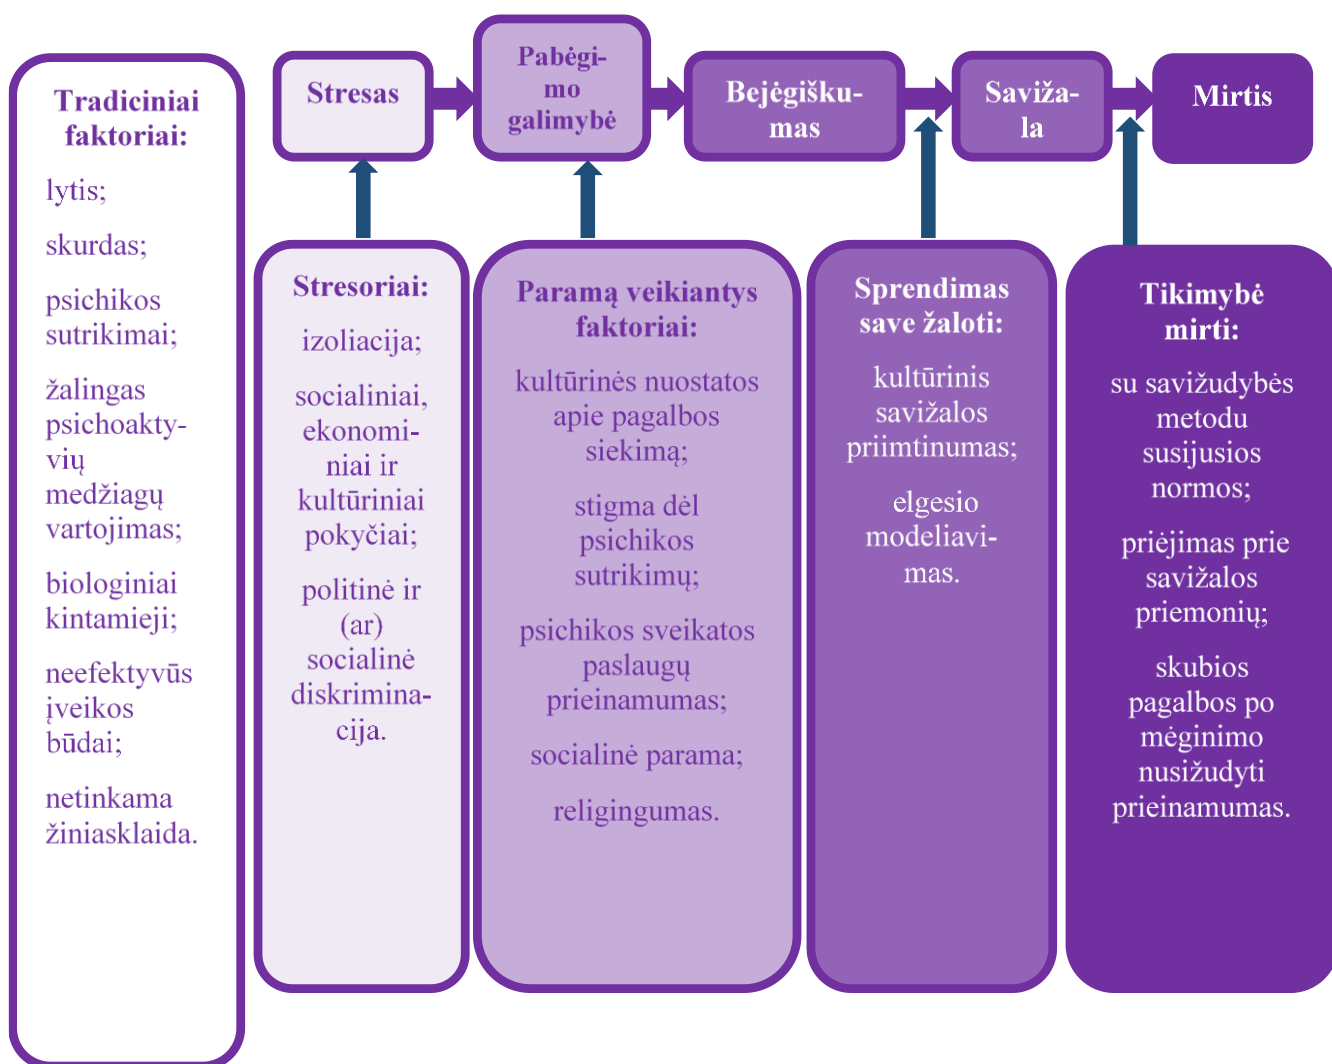 Tradiciniai
faktoriai:
lytis;
skurdas;
psichikos
sutrikimai;
žalingas
psichoakty-
vių
medžiagų
vartojimas;
biologiniai
kintamieji;
neefektyvūs
įveikos
būdai;
netinkama
žiniasklaida.
Stresas
Pabėgi-
mo
galimybė
Bejėgišku-
mas
Saviža-
la
Mirtis
Stresoriai:
izoliacija;
socialiniai,
ekonomi-
niai ir
kultūriniai
pokyčiai;
politinė ir
(ar)
socialinė
diskrimina-
cija.
Paramą veikiantys
faktoriai:
kultūrinės nuostatos
apie pagalbos
siekimą;
stigma dėl
psichikos
sutrikimų;
psichikos sveikatos
paslaugų
prieinamumas;
socialinė parama;
religingumas.
Sprendimas
save žaloti:
kultūrinis
savižalos
priimtinumas;
elgesio
modeliavi-
mas.
Tikimybė
mirti:
su savižudybės
metodu
susijusios
normos;
priėjimas prie
savižalos
priemonių;
skubios
pagalbos po
mėginimo
nusižudyti
prieinamumas.